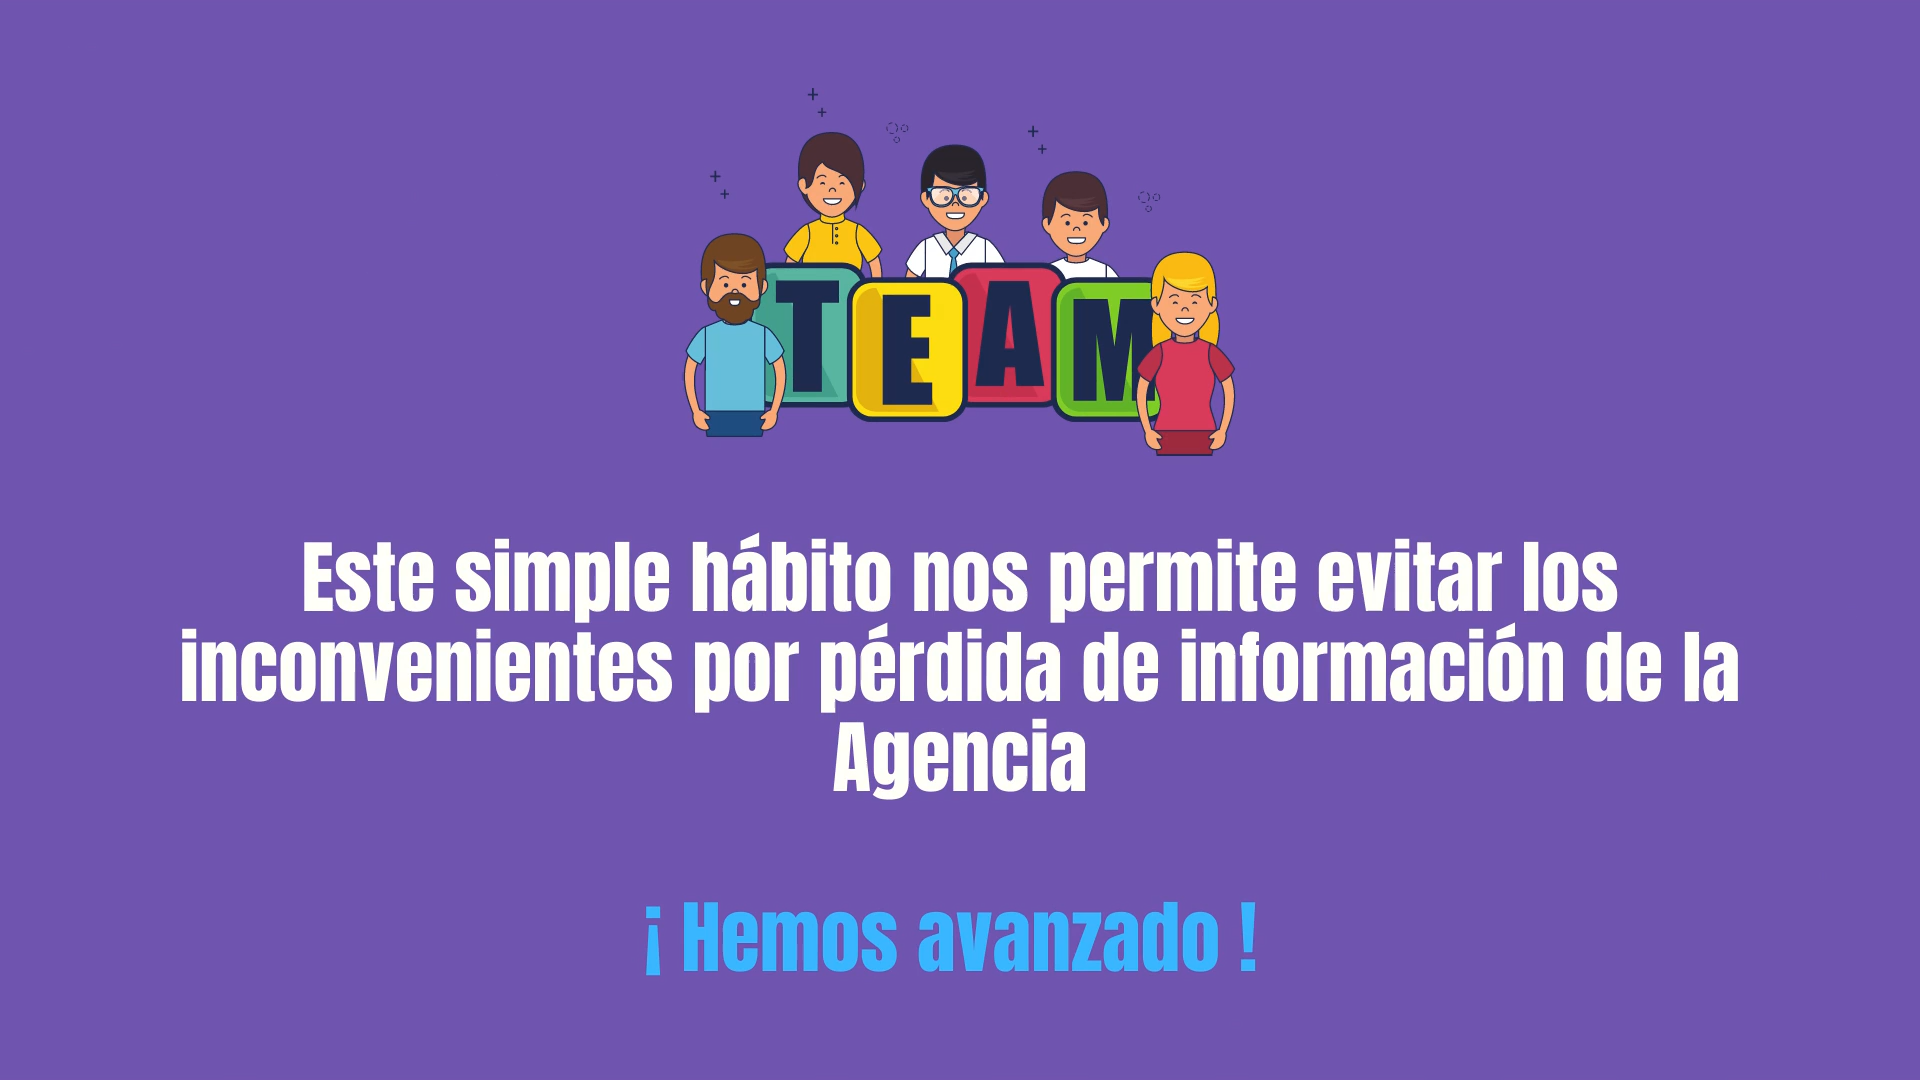 TEAM
Este simple hábito nos permite evitar los
inconvenientes por pérdida de información de la
Agencia
¡ Hemos avanzado !